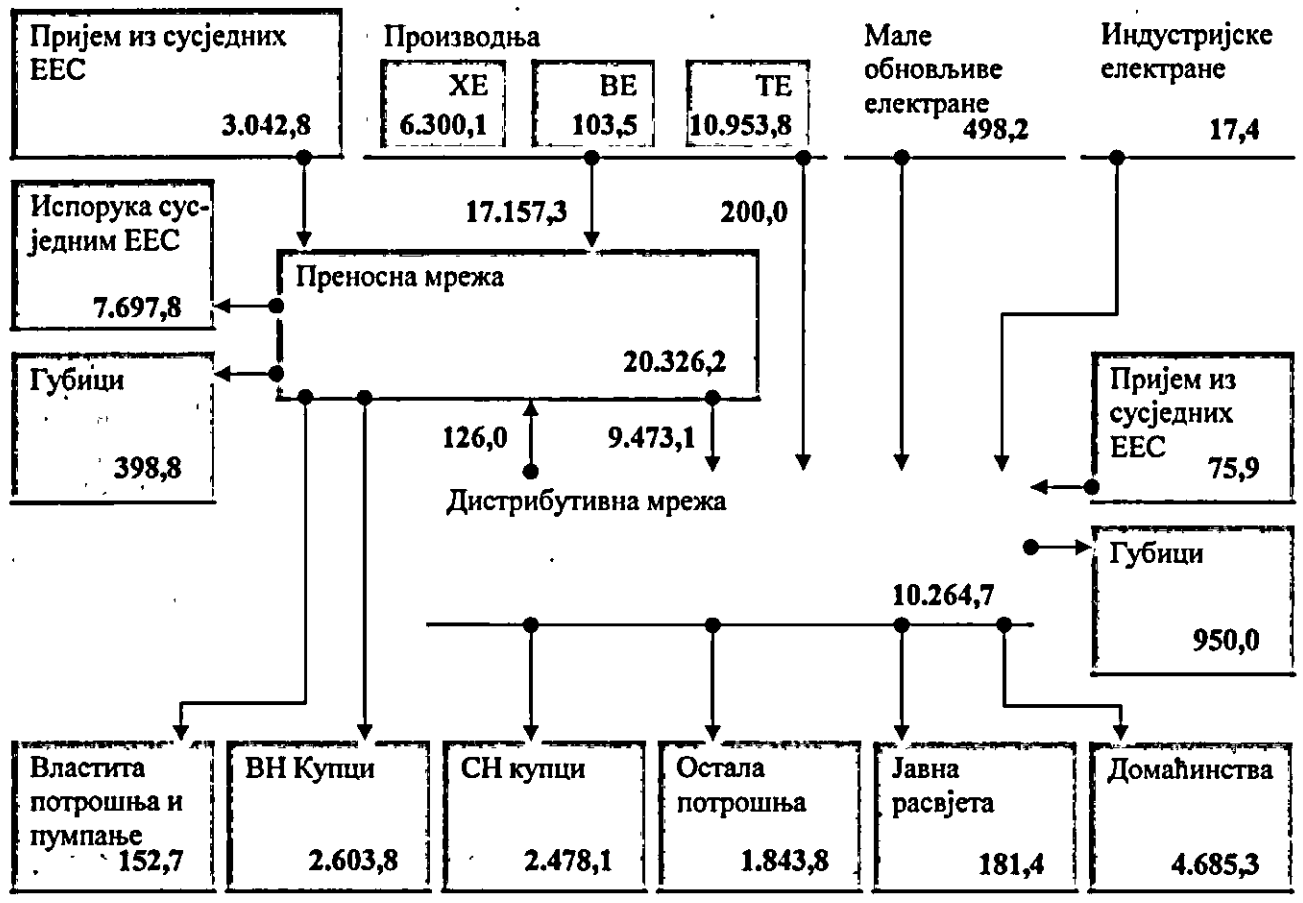 Пријем из сусједних
ЕЕС
3.042,8
Производња
ХЕ
6.300,1
ВЕ
103,5
ТЕ
10.953,8
Мале
обновљиве
електране
498,2
Индустријске
електране
17,4
Испорука сус-
једним ЕЕС
7.697,8
17.157,3
200,0
Преносна мрежа
20.326,2
Губици
398,8
126,0
9.473,1
Дистрибутивна мрежа
Пријем из
сусједних
ЕЕС
75,9
Губици
950,0
10.264,7
Властита
потрошња и
пумпање
152,7
ВН Купци
2.603,8
СН купци
2.478,1
Остала
потрошња
1.843,8
Јавна
расвјета
181,4
Домаћинства
4.685,3